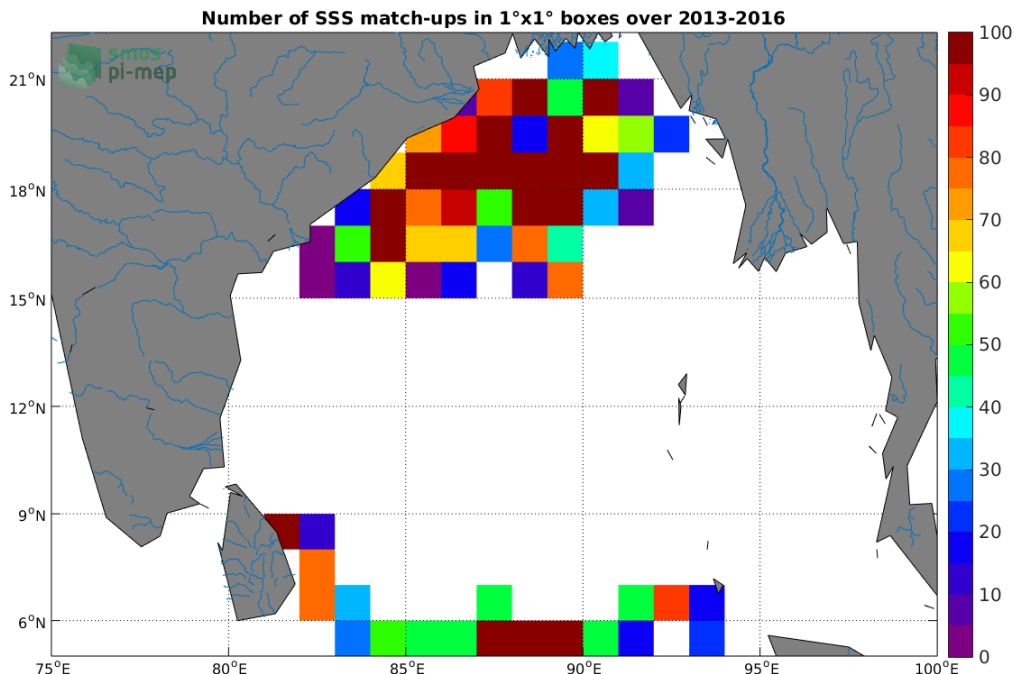 Number of SSS match-ups in 1°x1° boxes over 2013-2016
smos
pi-mep
21°N
18°N
15°N
12°N
9°N
6°N
75°E
80°E
85°E
90°E
95°E
100°E
100
90
80
70
60
50
40
30
20
10
0